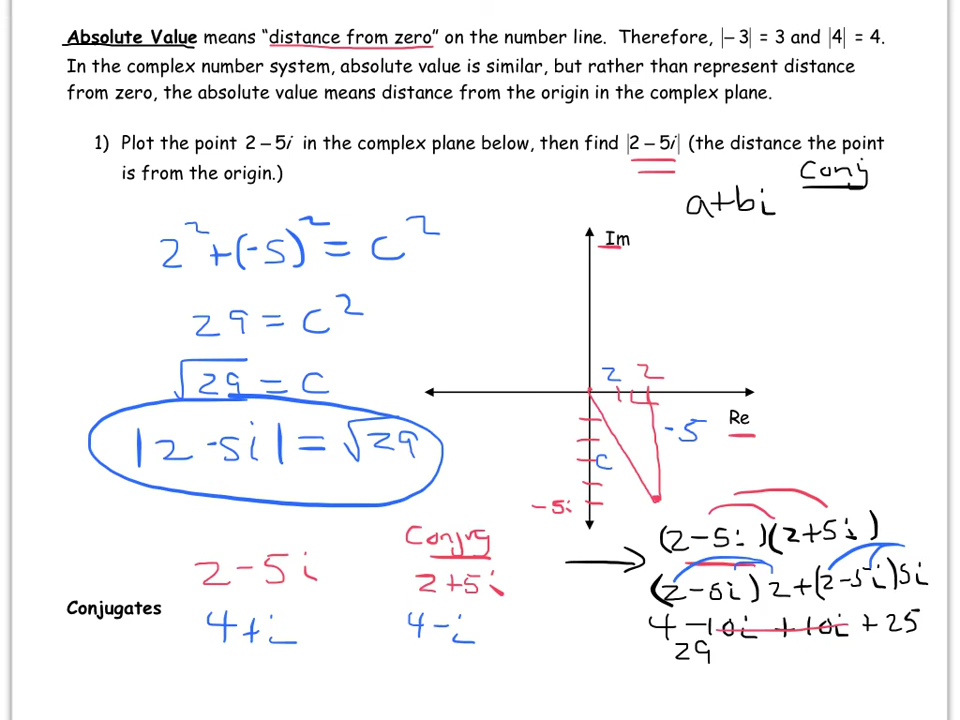 Absolute Value means “distance from zero” on the number line. Therefore, |– 3| = 3 and |4| = 4.
In the complex number system, absolute value is similar, but rather than represent distance
from zero, the absolute value means distance from the origin in the complex plane.
1) Plot the point 2 – 5i in the complex plane below, then find |2 – 5i| (the distance the point
is from the origin.)
Conj
a+bi
2² + (-5)² = c²
29 = c²
√29 = c
|2 -5i| = √29
Im
2 2
Re
-5
c
-5i
(2-5i)(2+5i)
(2-5i)2+(2-5i)5i
4 -10i +10i +25
29
Conjug
2-5i 2+5i
Conjugates
4+i 4-i